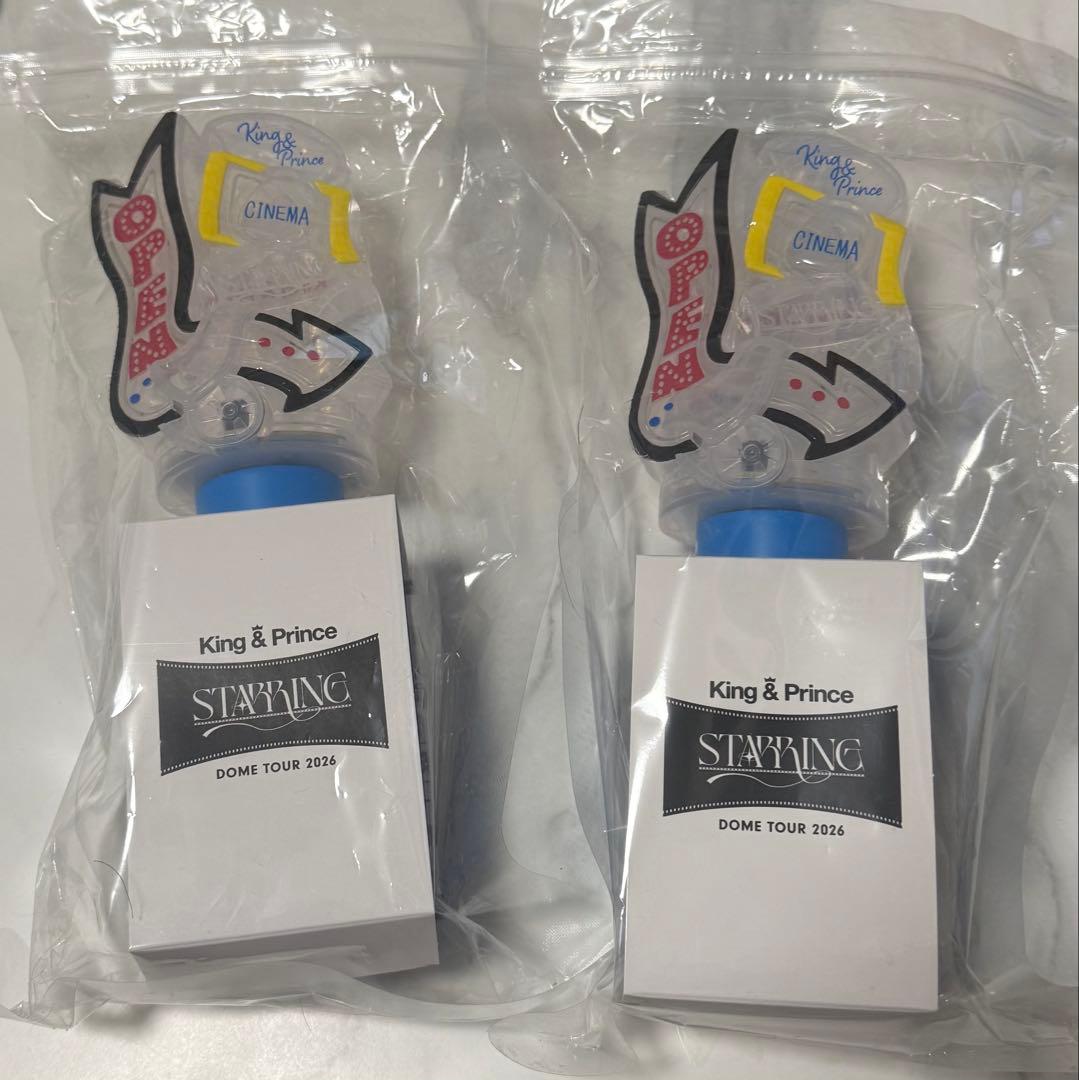 King &
Prince
CINEMA
OPEN
STARRING
King & Prince
STARRING
DOME TOUR 2026
King &
Prince
CINEMA
OPEN
STARRING
King & Prince
STARRING
DOME TOUR 2026